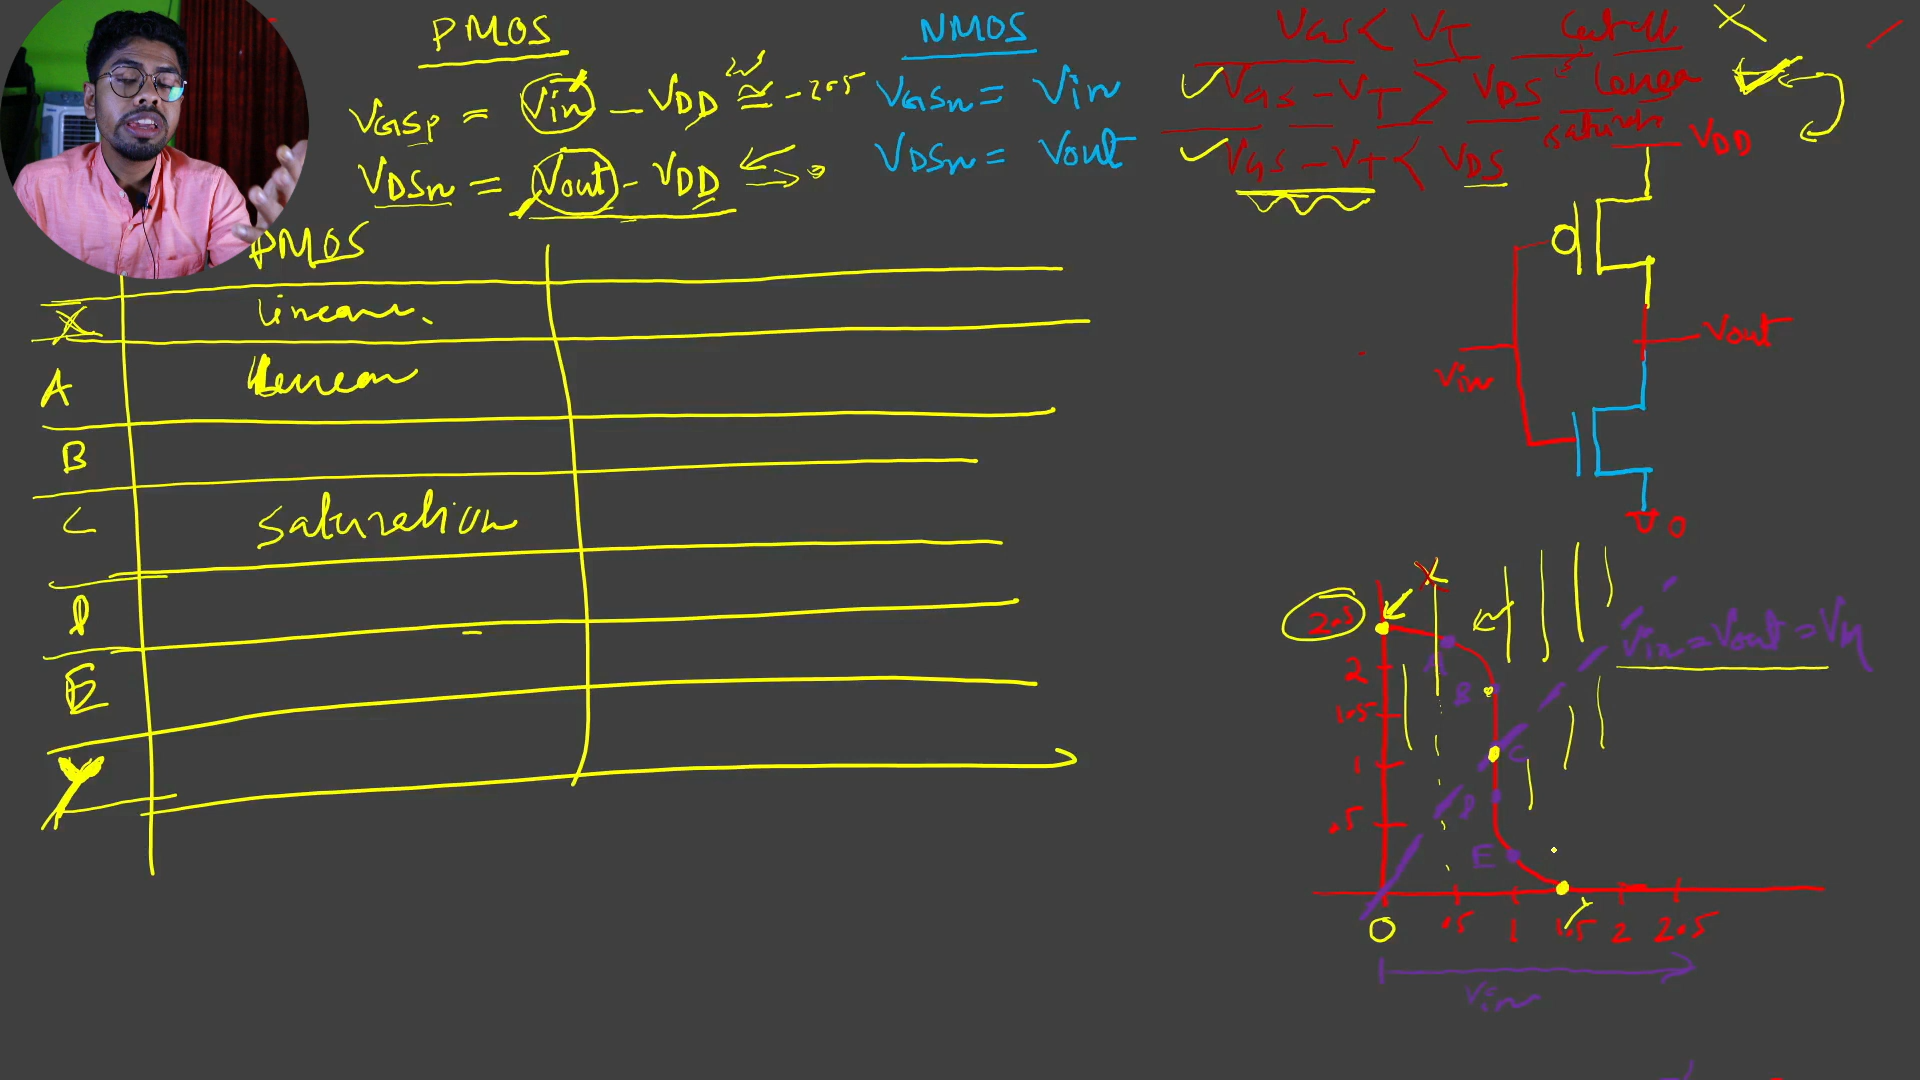 PMOS
VGSp = Vin - VDD ≅ -2.5
VDSn = Vout - VDD → 0
NMOS
VGSn = Vin
VDSn = Vout
VGS < VT Cutoff X
✓ VGS - VT > VDS linear
✓ VGS - VT < VDS saturation
PMOS
X linear
A linear
B
C saturation
D
E
Y
VDD
Vout
Vin
0
X
2.5
Vin = Vout = VM
2
A
B
1.5
C
1
D
.5
E
Y
0 .5 1 1.5 2 2.5
Vin